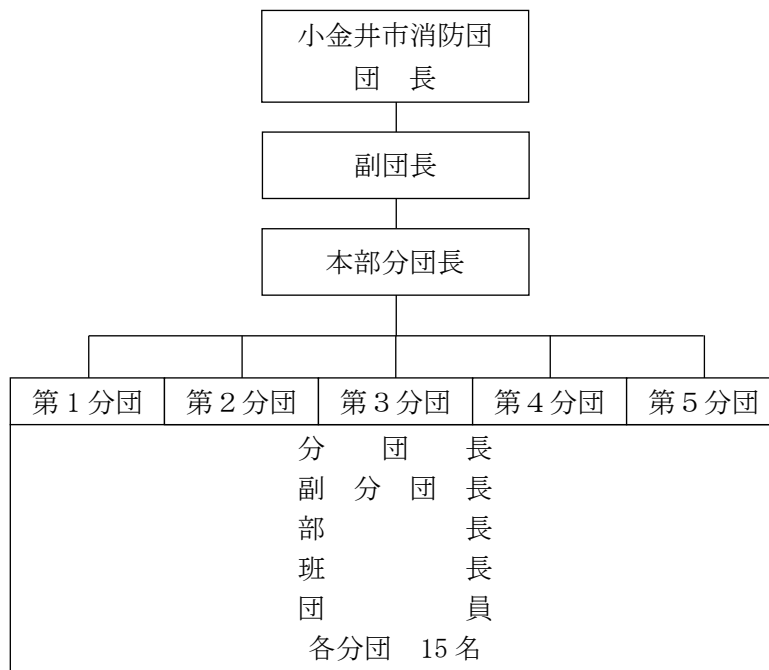 小金井市消防団
団　長
副団長
本部分団長
第１分団
第２分団
第３分団
第４分団
第５分団
分団長
副分団長
部長
班長
団員
各分団　15名